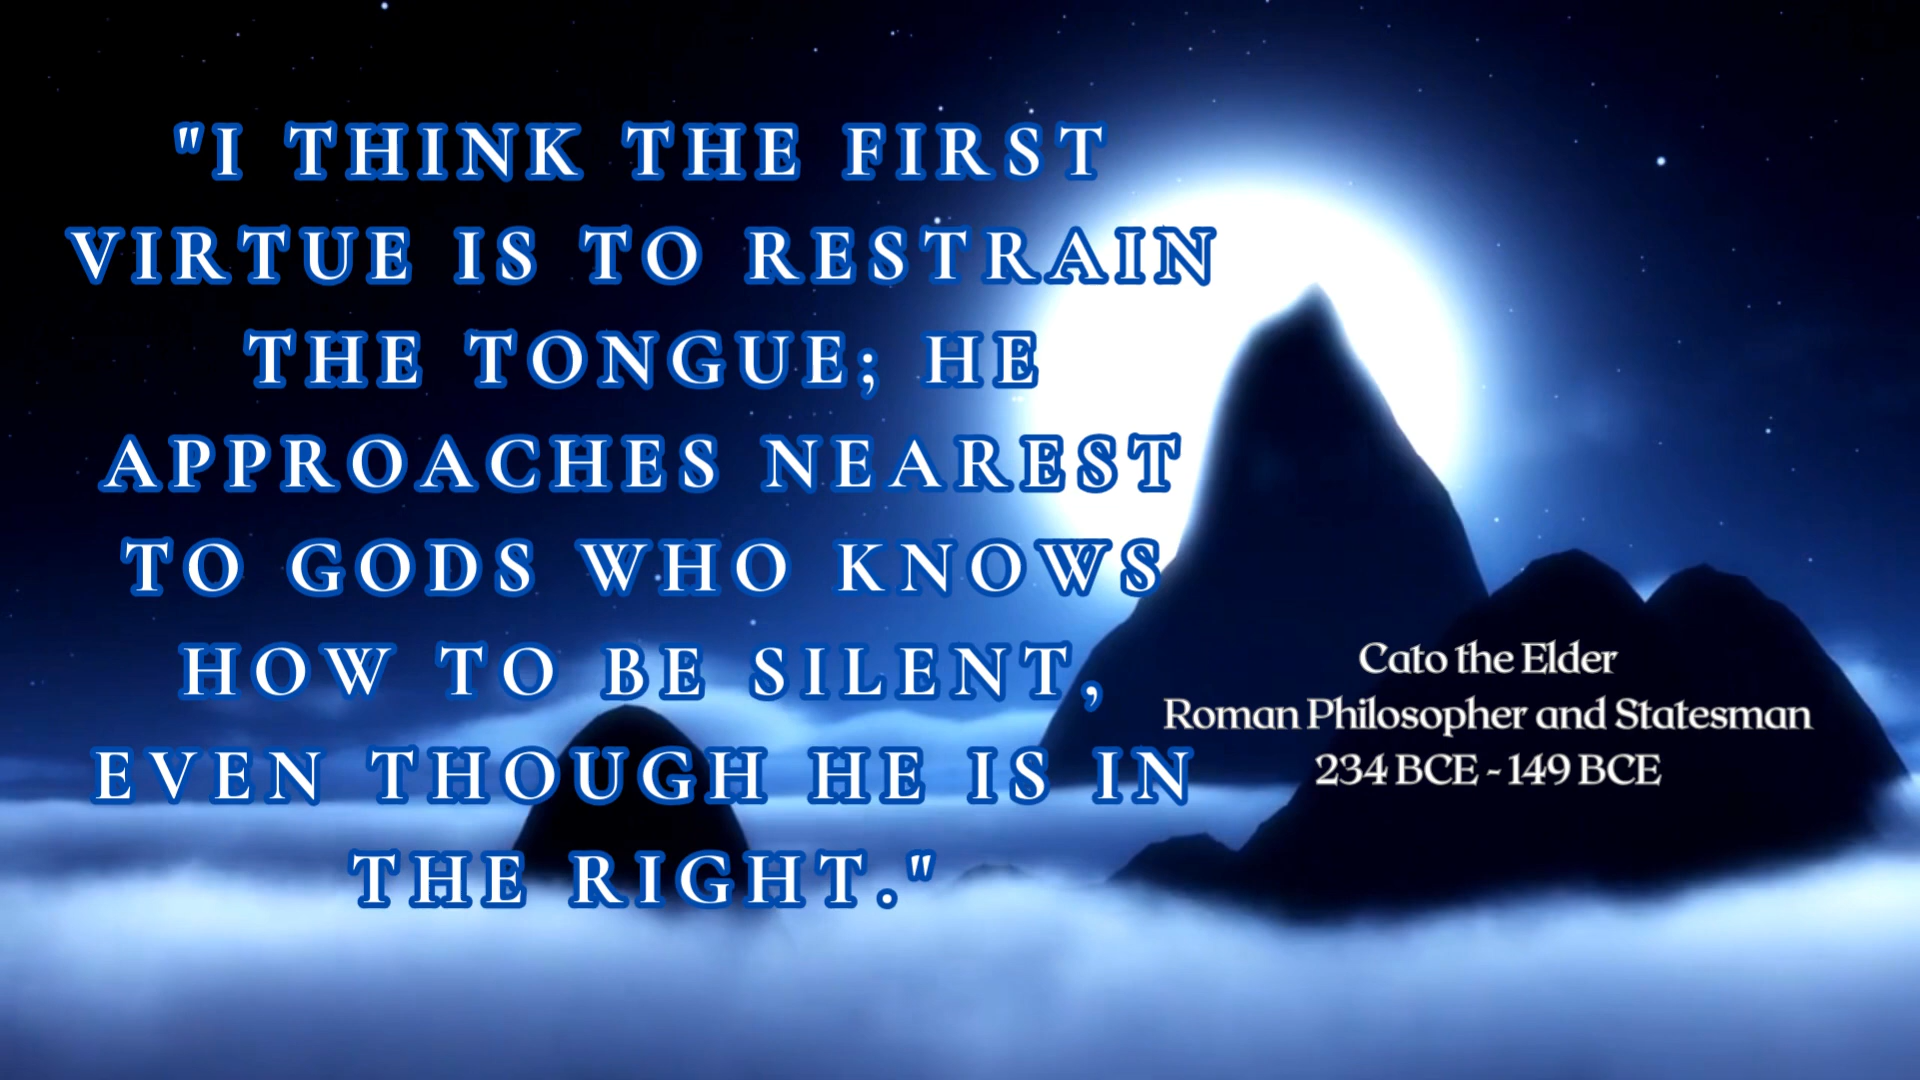 "I THINK THE FIRST
VIRTUE IS TO RESTRAIN
THE TONGUE; HE
APPROACHES NEAREST
TO GODS WHO KNOWS
HOW TO BE SILENT,
EVEN THOUGH HE IS IN
THE RIGHT."
Cato the Elder
Roman Philosopher and Statesman
234 BCE - 149 BCE